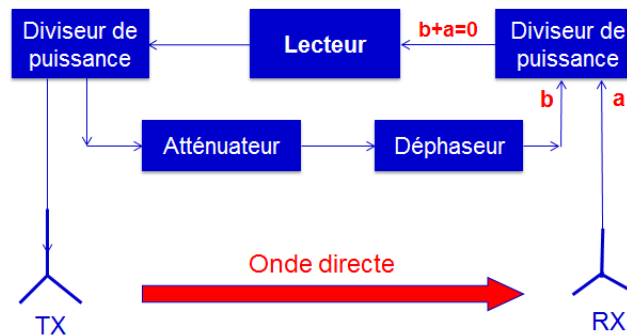 Diviseur de
puissance
Lecteur
b+a=0
Diviseur de
puissance
b
a
Atténuateur
Déphaseur
Onde directe
TX
RX